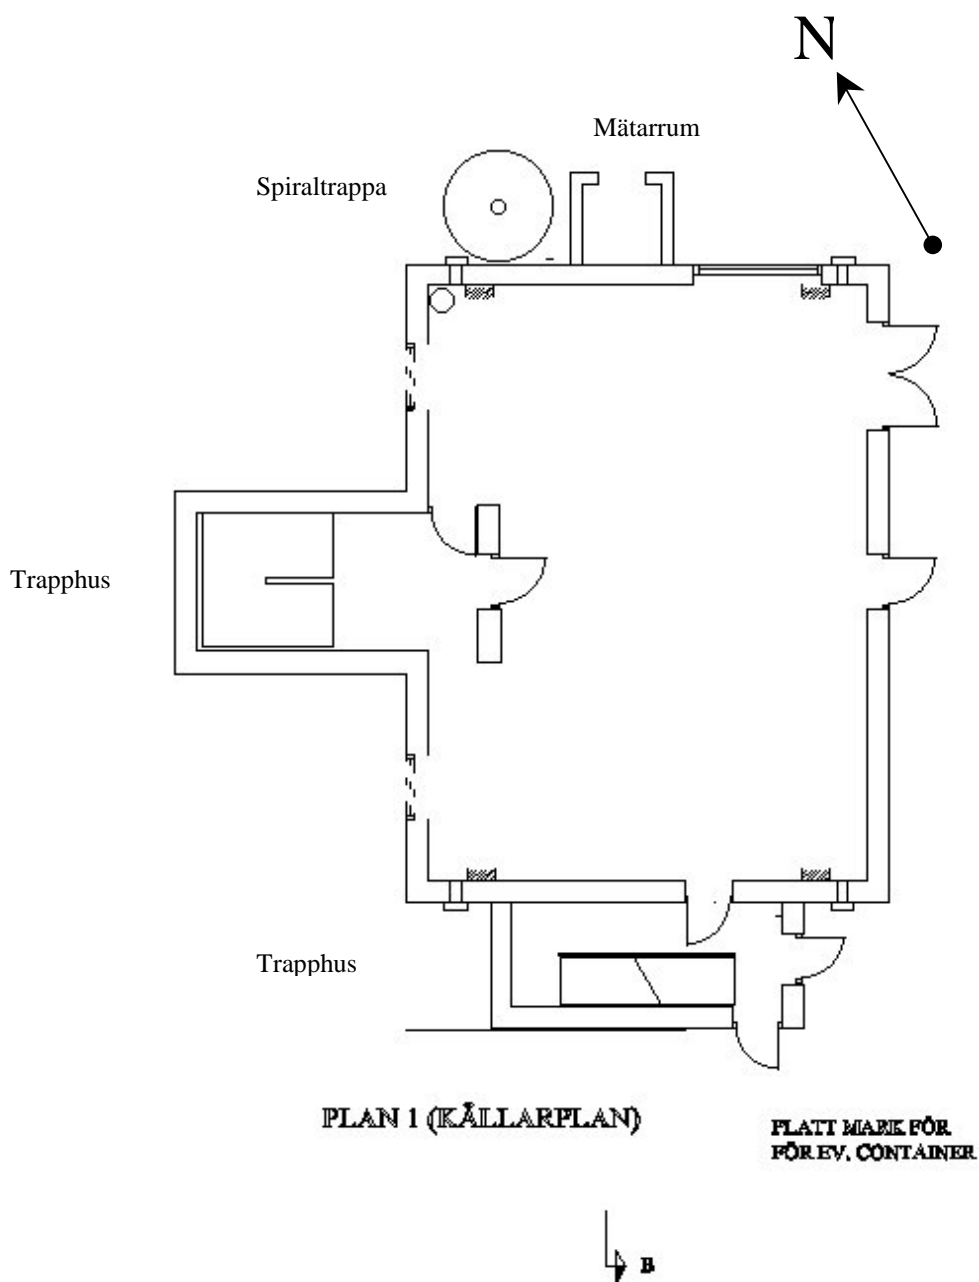 N
Mätarrum
Spiraltrappa
Trapphus
Trapphus
PLAN 1 (KÄLLARPLAN)
PLATT MARK FÖR
FÖR EV. CONTAINER
B